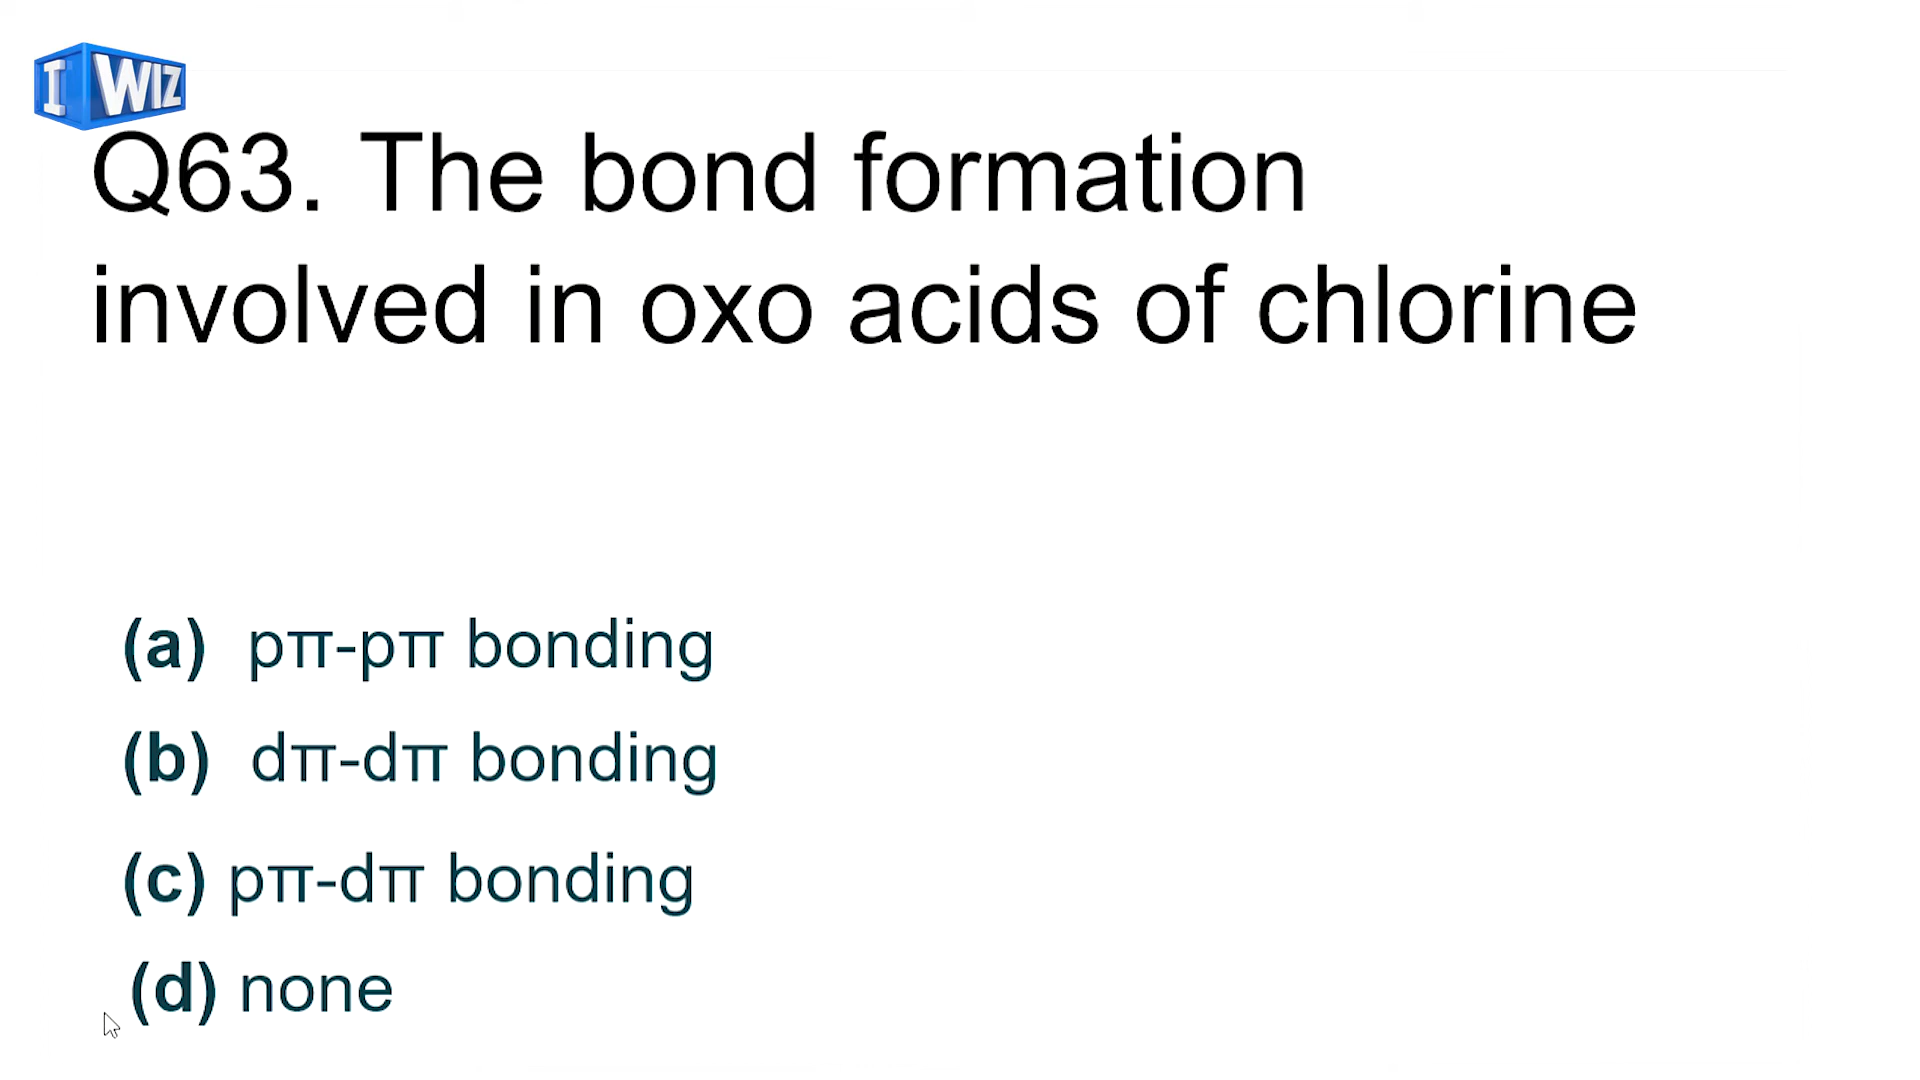 I WIZ
Q63. The bond formation
involved in oxo acids of chlorine
(a) pπ-pπ bonding
(b) dπ-dπ bonding
(c) pπ-dπ bonding
(d) none